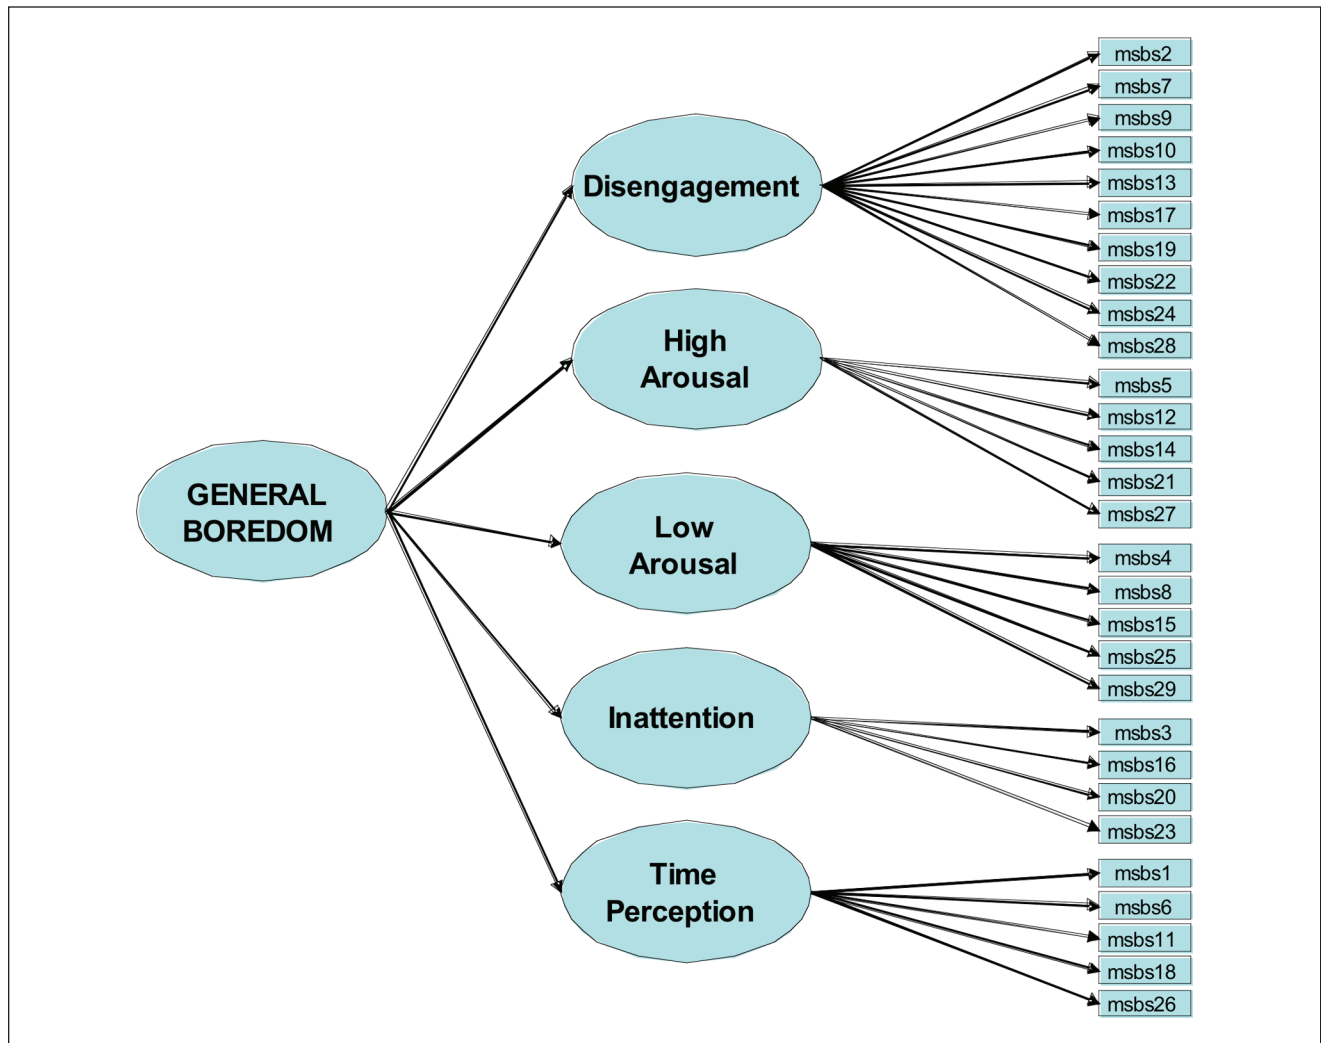 GENERAL
BOREDOM
Disengagement
High
Arousal
Low
Arousal
Inattention
Time
Perception
msbs2
msbs7
msbs9
msbs10
msbs13
msbs17
msbs19
msbs22
msbs24
msbs28
msbs5
msbs12
msbs14
msbs21
msbs27
msbs4
msbs8
msbs15
msbs25
msbs29
msbs3
msbs16
msbs20
msbs23
msbs1
msbs6
msbs11
msbs18
msbs26